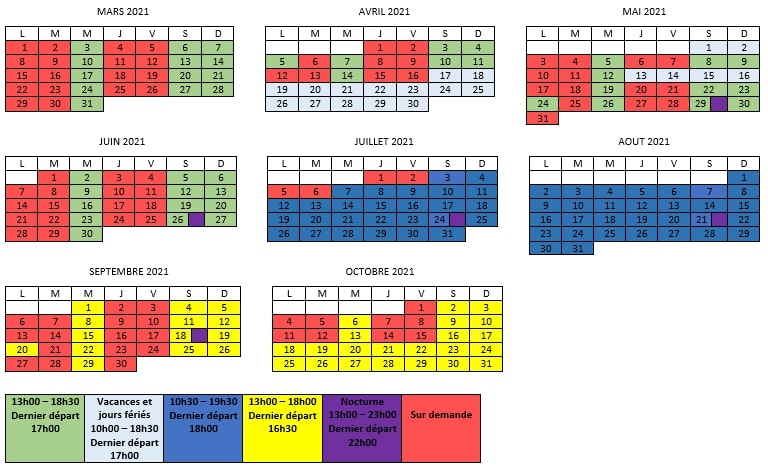 MARS 2021
L M M J V S D
1 2 3 4 5 6 7
8 9 10 11 12 13 14
15 16 17 18 19 20 21
22 23 24 25 26 27 28
29 30 31
AVRIL 2021
L M M J V S D
1 2 3 4
5 6 7 8 9 10 11
12 13 14 15 16 17 18
19 20 21 22 23 24 25
26 27 28 29 30
MAI 2021
L M M J V S D
1 2
3 4 5 6 7 8 9
10 11 12 13 14 15 16
17 18 19 20 21 22 23
24 25 26 27 28 29 30
31
JUIN 2021
L M M J V S D
1 2 3 4 5 6
7 8 9 10 11 12 13
14 15 16 17 18 19 20
21 22 23 24 25 26 27
28 29 30
JUILLET 2021
L M M J V S D
1 2 3 4
5 6 7 8 9 10 11
12 13 14 15 16 17 18
19 20 21 22 23 24 25
26 27 28 29 30 31
AOUT 2021
L M M J V S D
1
2 3 4 5 6 7 8
9 10 11 12 13 14 15
16 17 18 19 20 21 22
23 24 25 26 27 28 29
30 31
SEPTEMBRE 2021
L M M J V S D
1 2 3 4 5
6 7 8 9 10 11 12
13 14 15 16 17 18 19
20 21 22 23 24 25 26
27 28 29 30
OCTOBRE 2021
L M M J V S D
1 2 3
4 5 6 7 8 9 10
11 12 13 14 15 16 17
18 19 20 21 22 23 24
25 26 27 28 29 30 31
13h00 – 18h30
Dernier départ
17h00
Vacances et
jours fériés
10h00 – 18h30
Dernier départ
17h00
10h30 – 19h30
Dernier départ
18h00
13h00 – 18h00
Dernier départ
16h30
Nocturne
13h00 – 23h00
Dernier départ
22h00
Sur demande